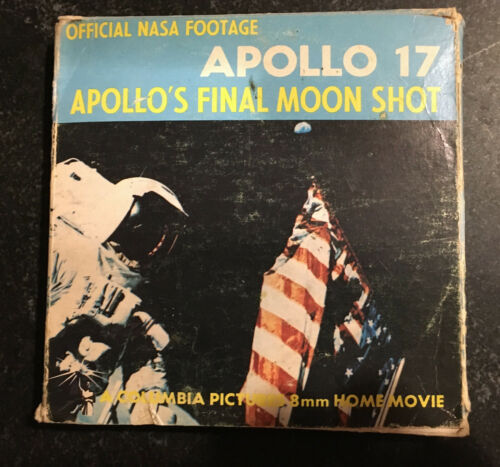 OFFICIAL NASA FOOTAGE
APOLLO 17
APOLLO'S FINAL MOON SHOT
A COLUMBIA PICTURES 8mm HOME MOVIE